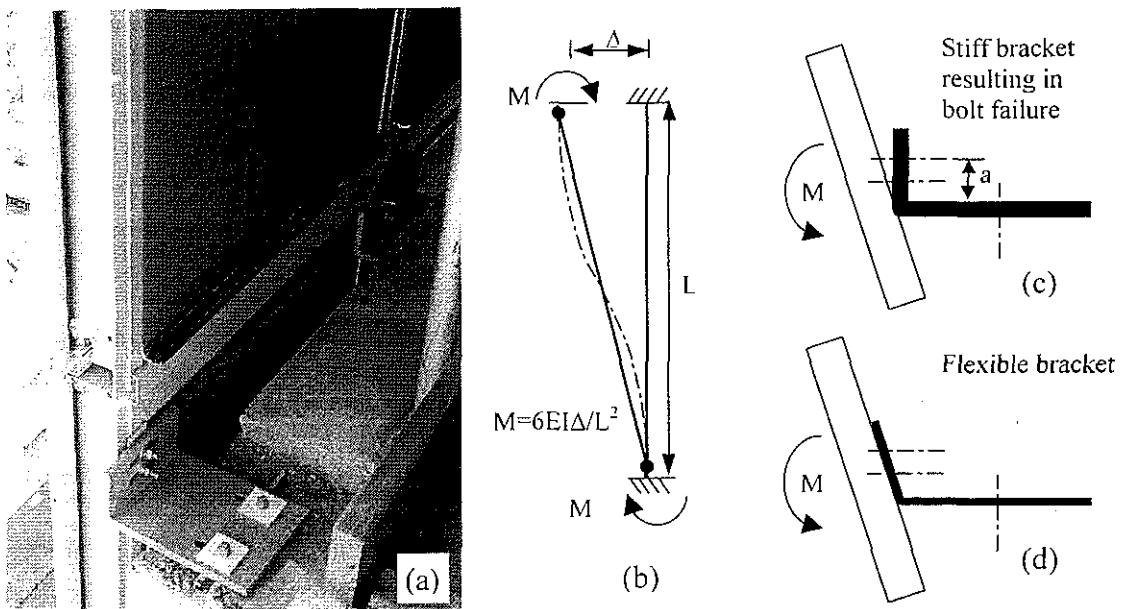 (a)
Δ
M
L
M=6EIΔ/L²
M
(b)
Stiff bracket
resulting in
bolt failure
a
M
(c)
Flexible bracket
M
(d)